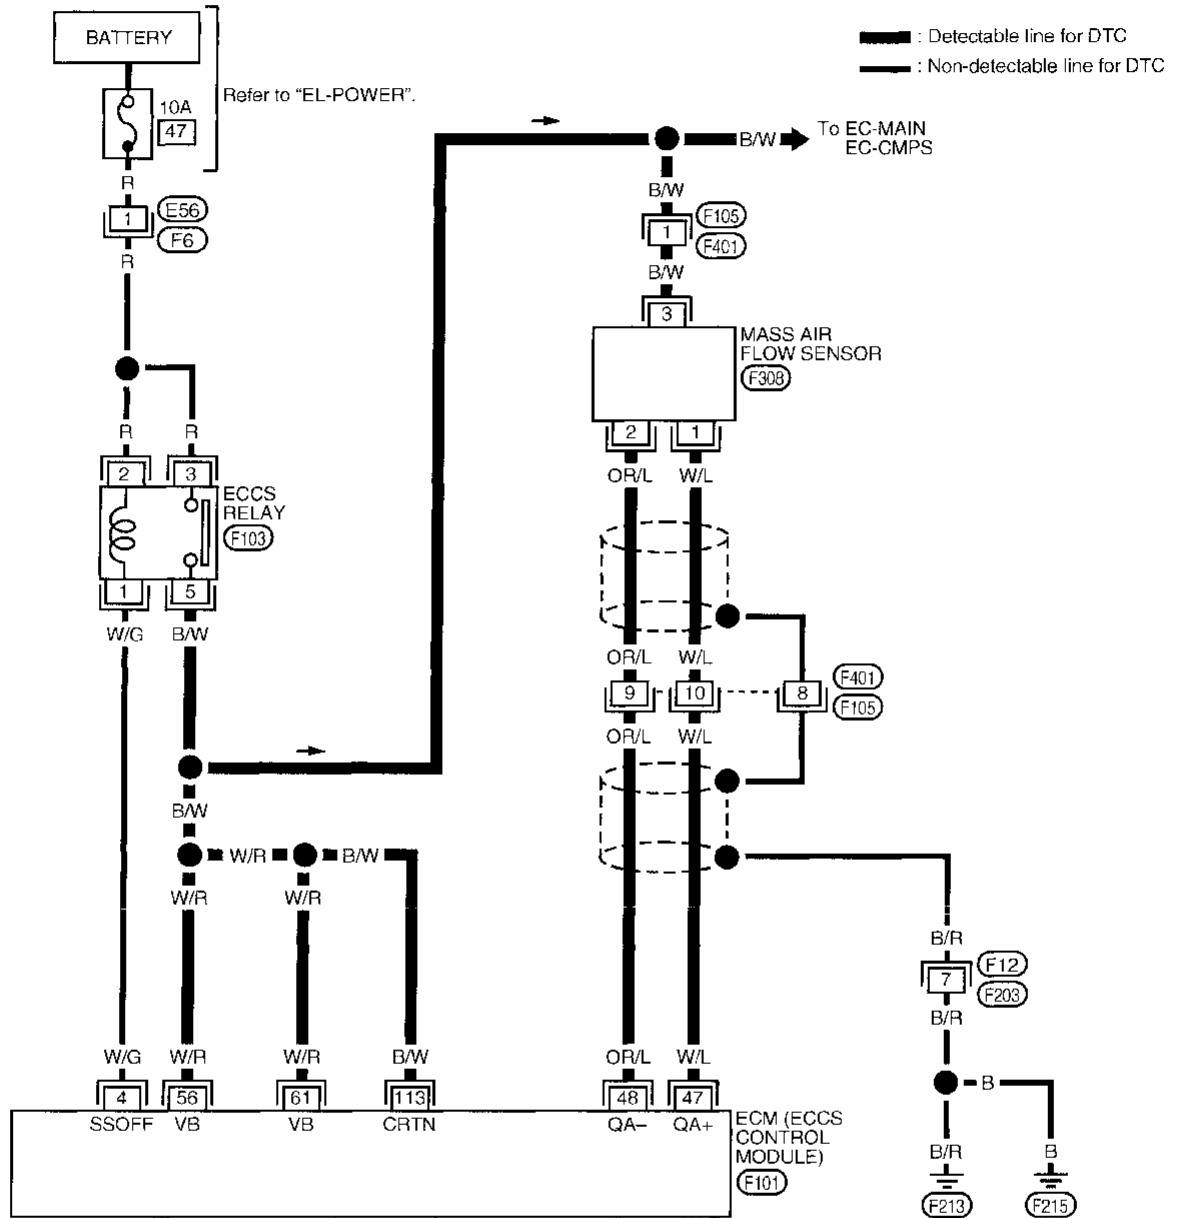 BATTERY
: Detectable line for DTC
: Non-detectable line for DTC
Refer to "EL-POWER".
10A
47
To EC-MAIN
EC-CMPS
B/W
R
B/W
1
E56
F6
F105
1
F401
R
B/W
3
MASS AIR
FLOW SENSOR
F308
R
R
2
1
2
3
OR/L
W/L
ECCS
RELAY
F103
1
5
W/G
B/W
OR/L
W/L
9
10
8
F401
F105
OR/L
W/L
B/W
W/R
B/W
W/R
W/R
B/R
7
F12
F203
B/R
W/G
W/R
W/R
B/W
OR/L
W/L
B
4
56
61
113
48
47
SSOFF
VB
VB
CRTN
QA–
QA+
ECM (ECCS
CONTROL
MODULE)
F101
B/R
B
F213
F215